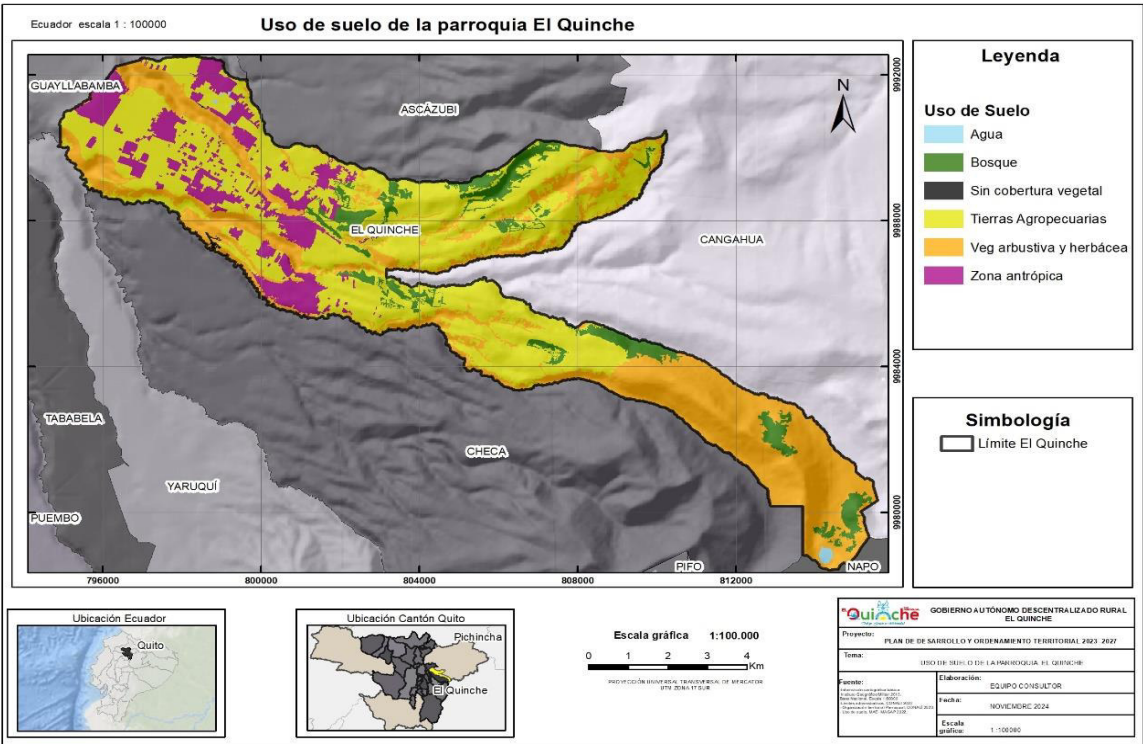 Ecuador escala 1 : 100000
Uso de suelo de la parroquia El Quinche
GUAYLLABAMBA
ASCÁZUBI
N
EL QUINCHE
CANGAHUA
TABABELA
CHECA
YARUQUÍ
PUEMBO
PIFO
NAPO
9992000
9988000
9984000
9980000
796000
800000
804000
808000
812000
Leyenda
Uso de Suelo
Agua
Bosque
Sin cobertura vegetal
Tierras Agropecuarias
Veg arbustiva y herbácea
Zona antrópica
Simbología
Límite El Quinche
Ubicación Ecuador
Quito
Ubicación Cantón Quito
Pichincha
El Quinche
Escala gráfica 1:100.000
0 1 2 3 4
Km
PROYECCIÓN UNIVERSAL TRANSVERSAL DE MERCATOR
UTM ZONA 17 SUR
Quinche
GOBIERNO AUTÓNOMO DESCENTRALIZADO RURAL
EL QUINCHE
Proyecto:
PLAN DE DESARROLLO Y ORDENAMIENTO TERRITORIAL 2023 2027
Tema:
USO DE SUELO DE LA PARROQUIA EL QUINCHE
Fuente:
Elaboración:
EQUIPO CONSULTOR
Fecha:
NOVIEMBRE 2024
Escala
gráfica:
1 :100000